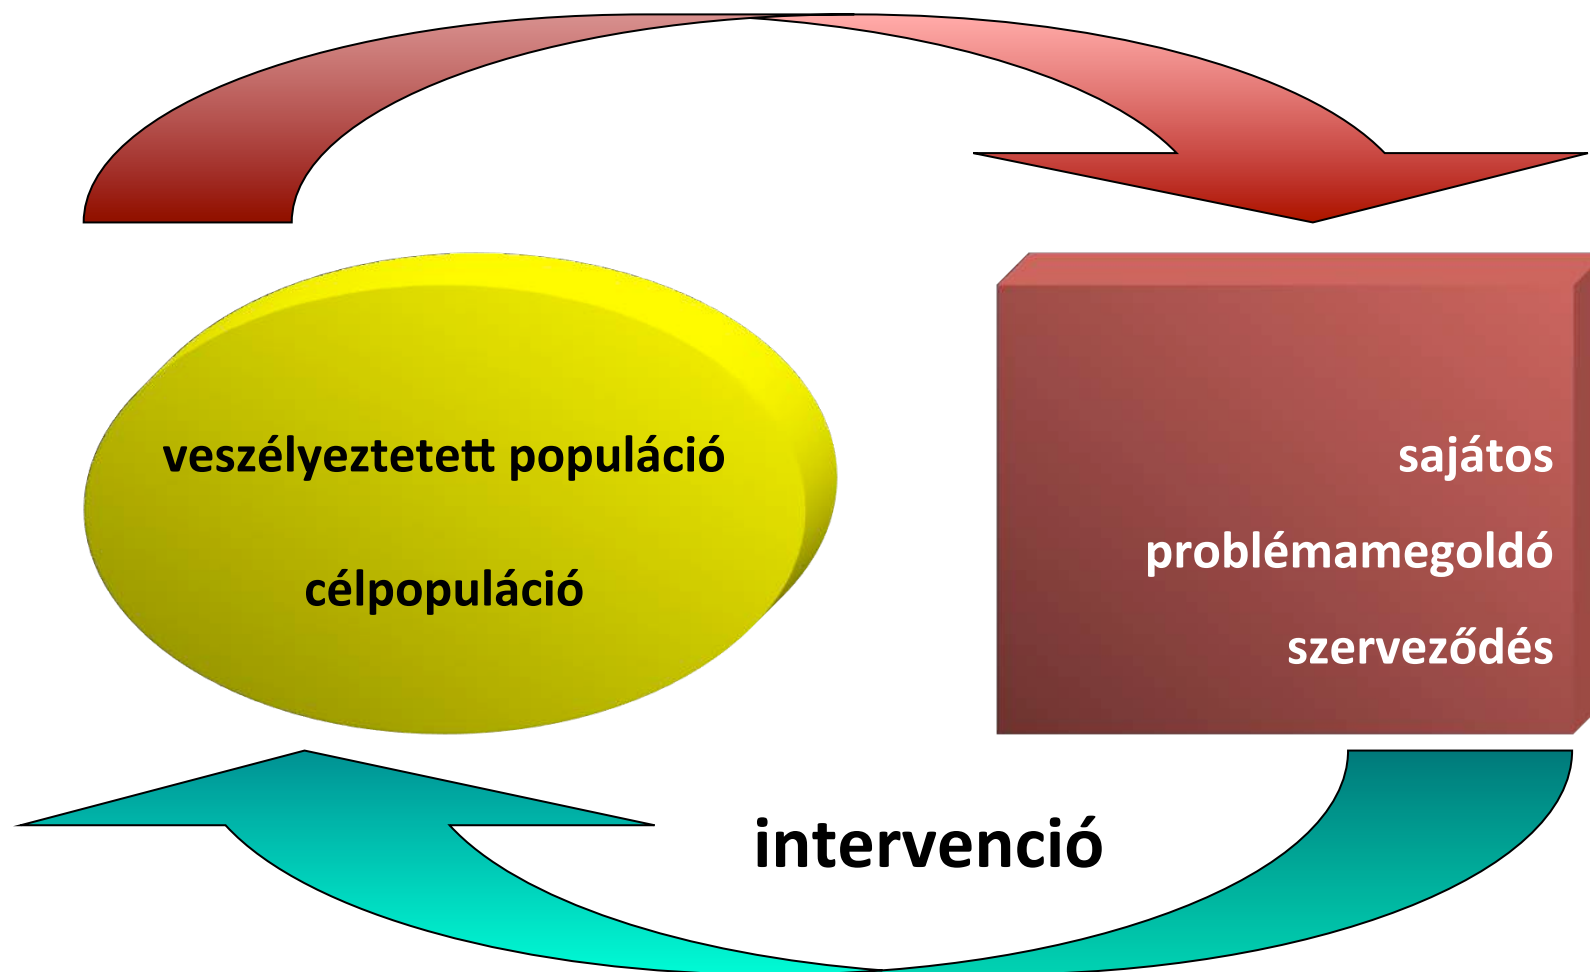 veszélyeztetett populáció
célpopuláció
sajátos
problémamegoldó
szerveződés
intervenció